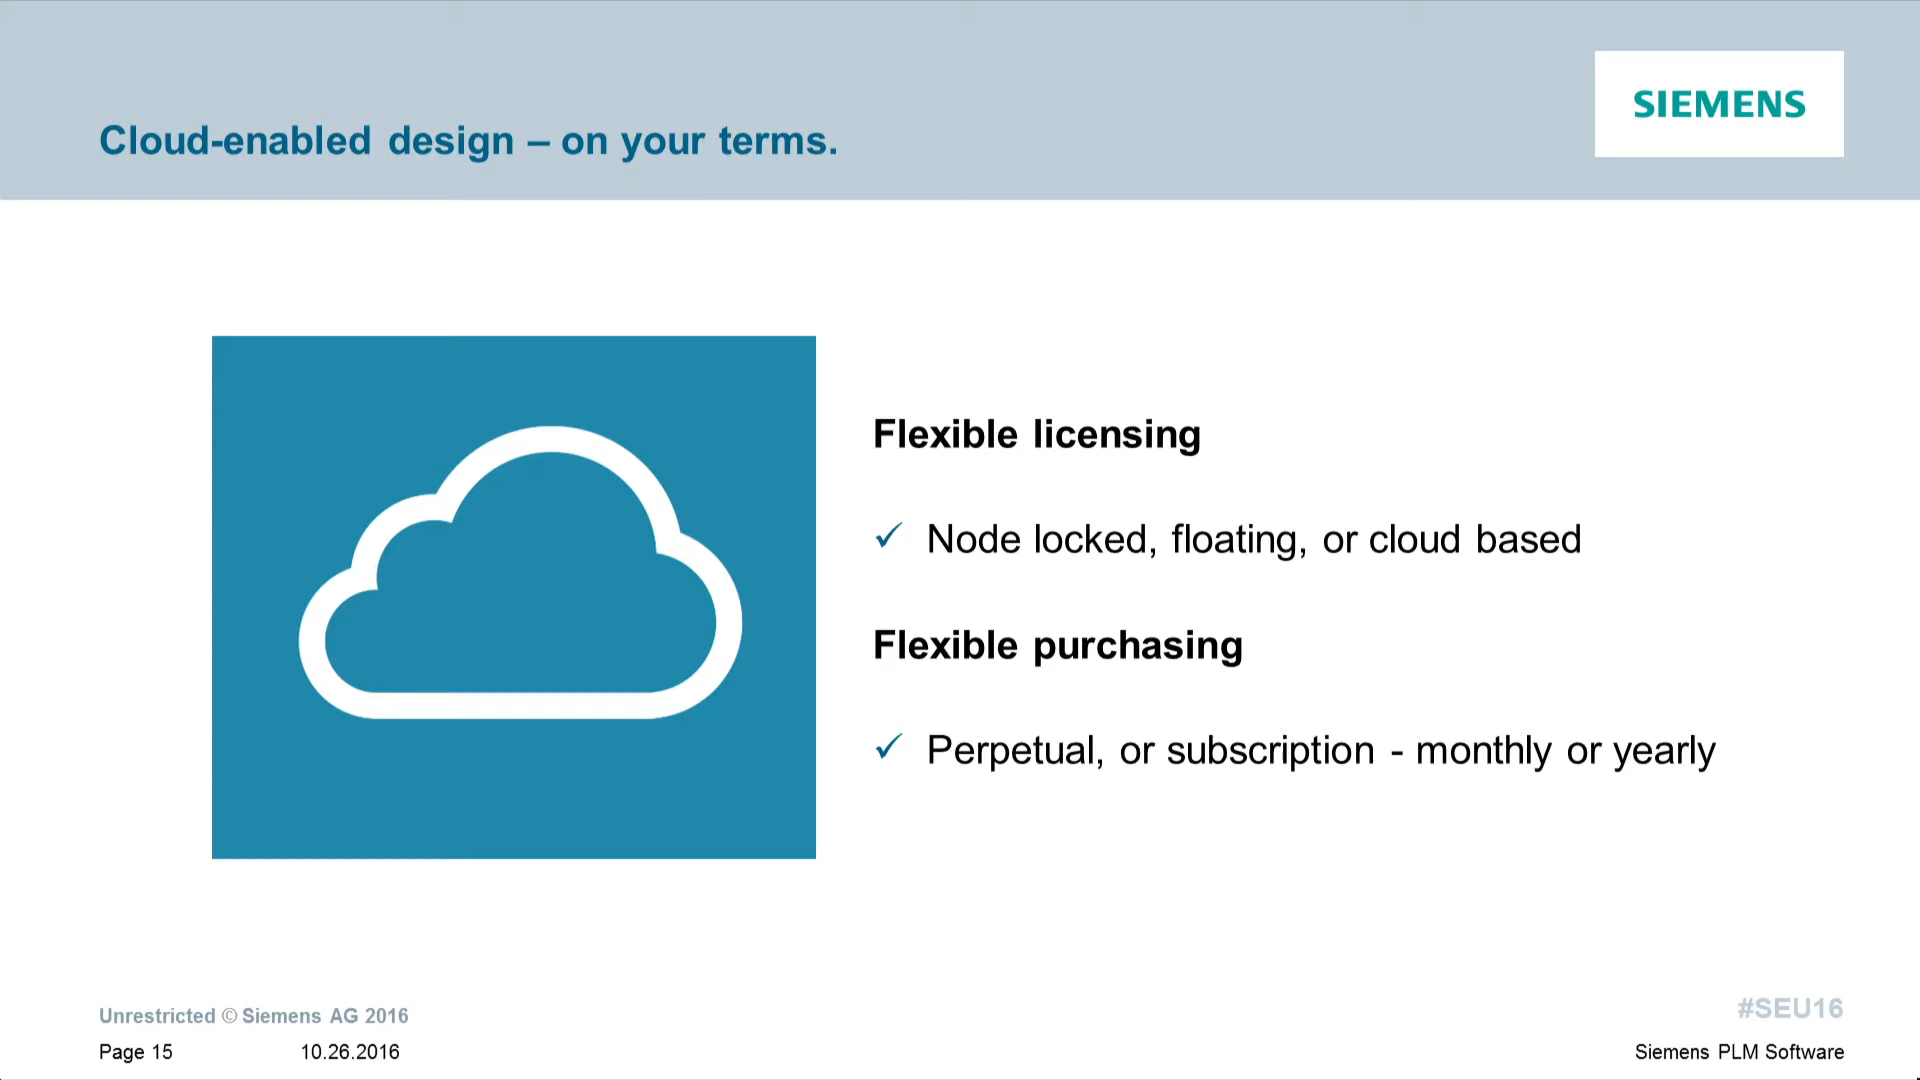 SIEMENS
Cloud-enabled design – on your terms.
Flexible licensing
✓ Node locked, floating, or cloud based
Flexible purchasing
✓ Perpetual, or subscription - monthly or yearly
Unrestricted © Siemens AG 2016
#SEU16
Page 15 10.26.2016
Siemens PLM Software